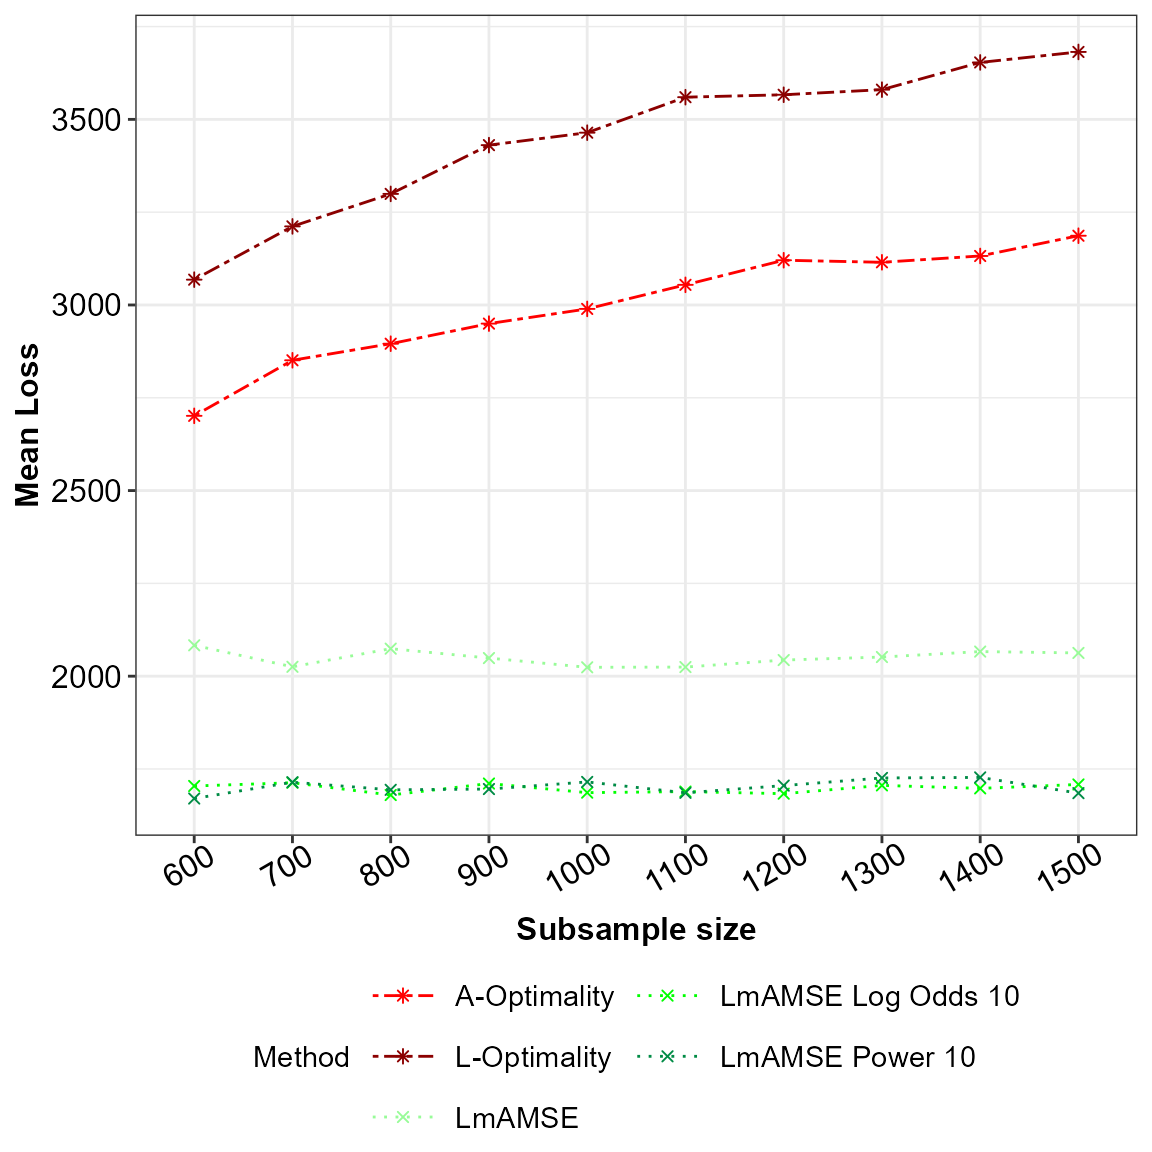 Mean Loss
3500
3000
2500
2000
600 700 800 900 1000 1100 1200 1300 1400 1500
Subsample size
Method
A-Optimality
L-Optimality
LmAMSE
LmAMSE Log Odds 10
LmAMSE Power 10